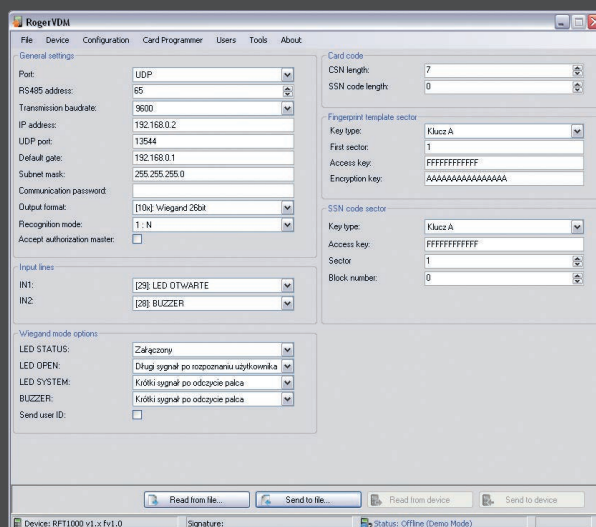 RogerVDM
File Device Configuration Card Programmer Users Tools About
General settings
Port: UDP
RS485 address: 65
Transmission baudrate: 9600
IP address: 192.168.0.2
UDP port: 13544
Default gate: 192.168.0.1
Subnet mask: 255.255.255.0
Communication password:
Output format: [10x]: Wiegand 26bit
Recognition mode: 1 : N
Accept authorization master:
Input lines
IN1: [29]: LED OTWARTE
IN2: [28]: BUZZER
Wiegand mode options
LED STATUS: Załączony
LED OPEN: Długi sygnał po rozpoznaniu użytkownika
LED SYSTEM: Krótki sygnał po odczycie palca
BUZZER: Krótki sygnał po odczycie palca
Send user ID:
Card code
CSN length: 7
SSN code length: 0
Fingerprint template sector
Key type: Klucz A
First sector: 1
Access key: FFFFFFFFFFFF
Encryption key: AAAAAAAAAAAAAAAA
SSN code sector
Key type: Klucz A
Access key: FFFFFFFFFFFF
Sector 1
Block number: 0
Read from file... Send to file... Read from device Send to device
Device: RFT1000 v1.x fv1.0 Signature: Status: Offline (Demo Mode)